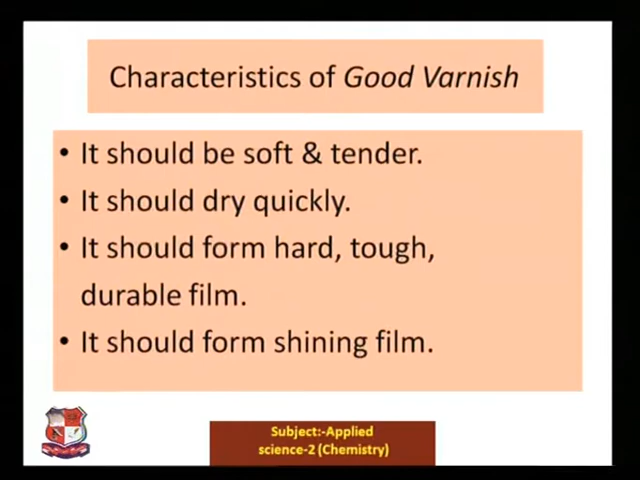 Characteristics of Good Varnish
• It should be soft & tender.
• It should dry quickly.
• It should form hard, tough,
durable film.
• It should form shining film.
Subject:-Applied
science-2 (Chemistry)